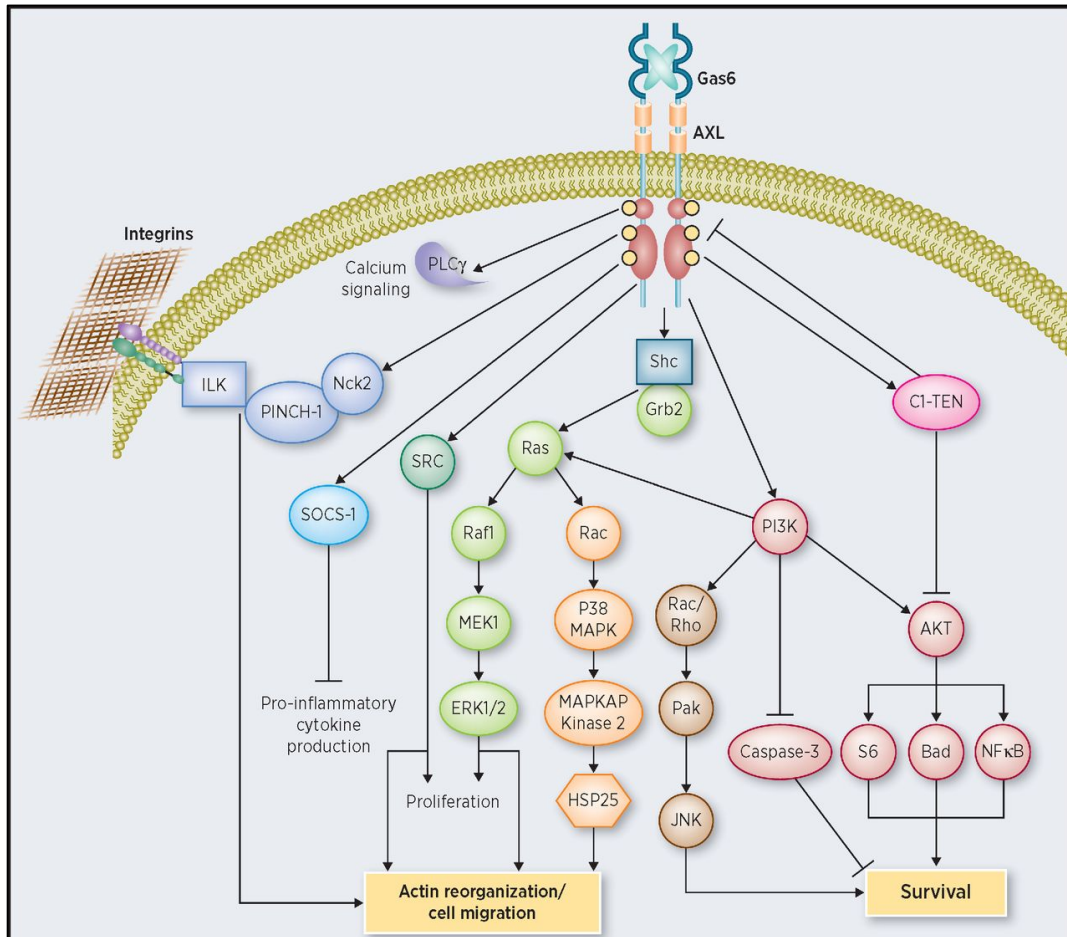 Gas6
AXL
Integrins
Calcium
signaling
PLCγ
ILK
PINCH-1
Nck2
Shc
Grb2
C1-TEN
SRC
Ras
SOCS-1
Raf1
Rac
PI3K
MEK1
P38
MAPK
Rac/
Rho
AKT
Pro-inflammatory
cytokine
production
ERK1/2
MAPKAP
Kinase 2
Pak
Caspase-3
S6
Bad
NFκB
Proliferation
HSP25
JNK
Actin reorganization/
cell migration
Survival